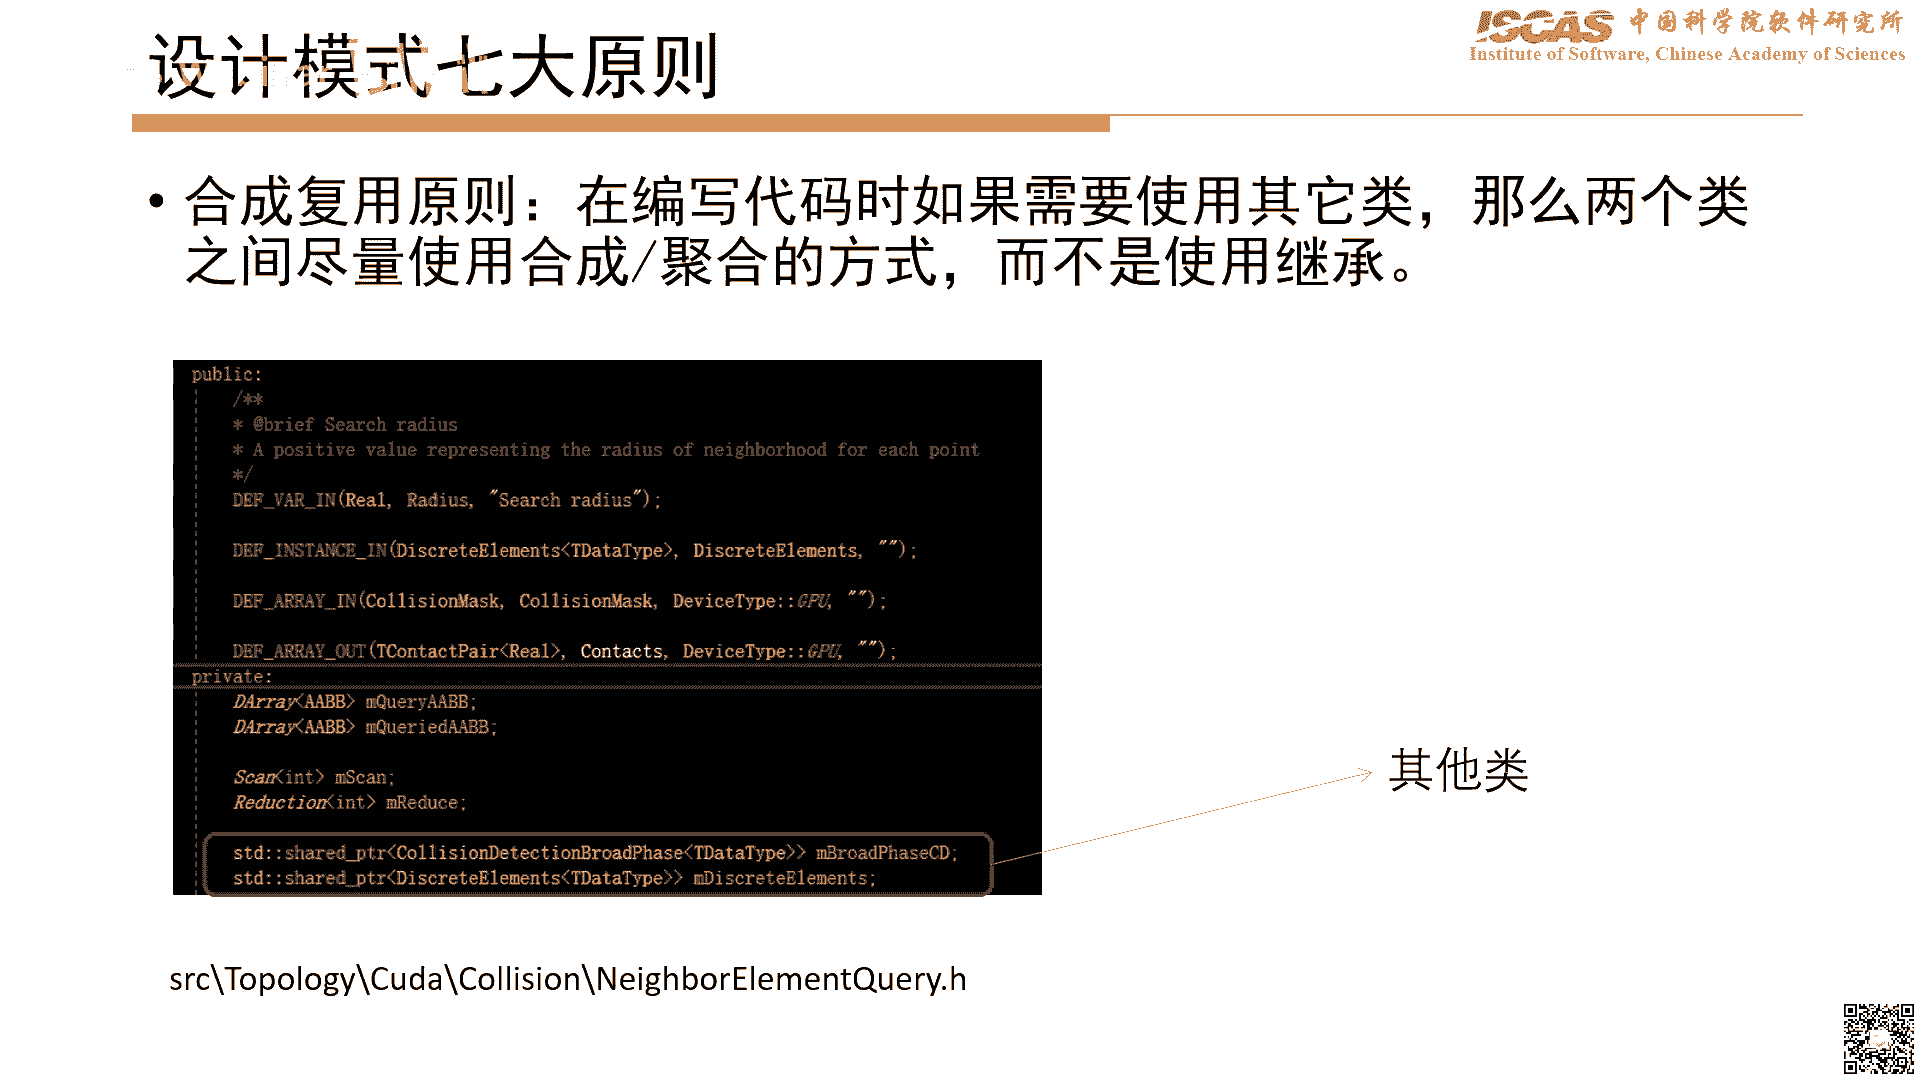 ISCAS 中国科学院软件研究所
Institute of Software, Chinese Academy of Sciences
设计模式七大原则
• 合成复用原则：在编写代码时如果需要使用其它类，那么两个类
之间尽量使用合成/聚合的方式，而不是使用继承。
public:
/**
* @brief Search radius
* A positive value representing the radius of neighborhood for each point
*/
DEF_VAR_IN(Real, Radius, "Search radius");
DEF_INSTANCE_IN(DiscreteElements<TDataType>, DiscreteElements, "");
DEF_ARRAY_IN(CollisionMask, CollisionMask, DeviceType::GPU, "");
DEF_ARRAY_OUT(TContactPair<Real>, Contacts, DeviceType::GPU, "");
private:
DArray<AABB> mQueryAABB;
DArray<AABB> mQueriedAABB;
Scan<int> mScan;
Reduction<int> mReduce;
std::shared_ptr<CollisionDetectionBroadPhase<TDataType>> mBroadPhaseCD;
std::shared_ptr<DiscreteElements<TDataType>> mDiscreteElements;
其他类
src\Topology\Cuda\Collision\NeighborElementQuery.h